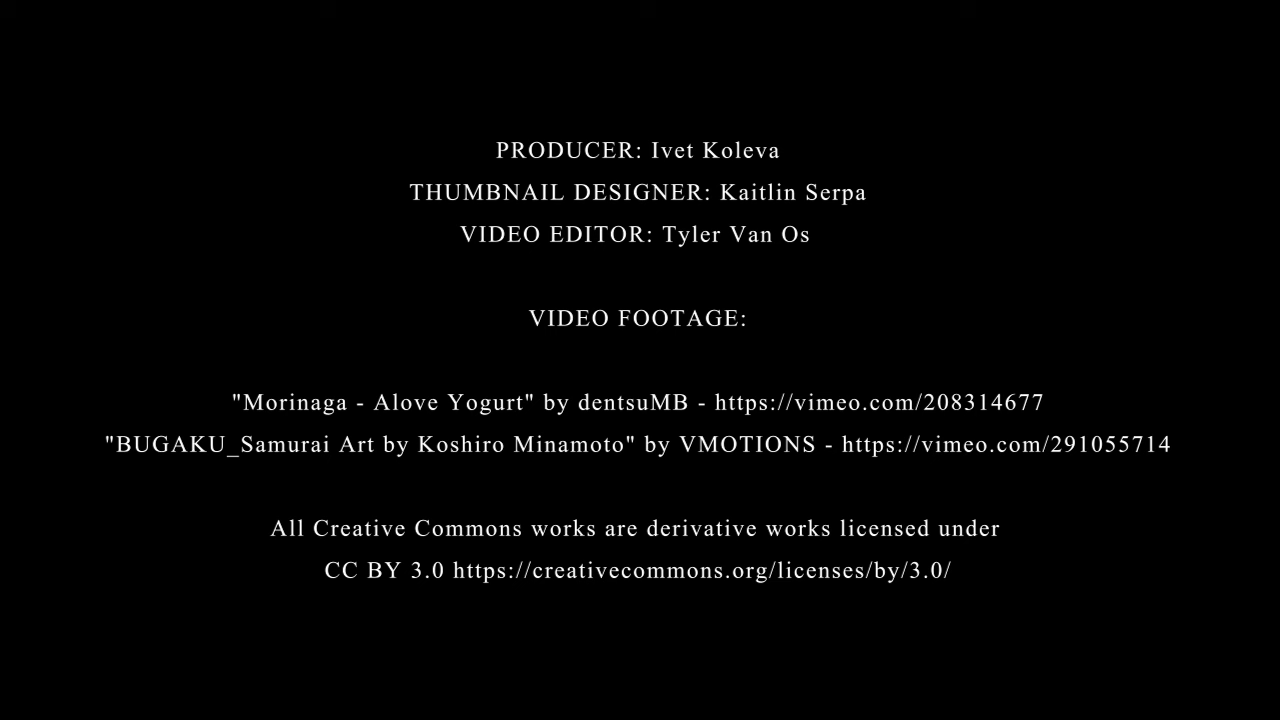 PRODUCER: Ivet Koleva
THUMBNAIL DESIGNER: Kaitlin Serpa
VIDEO EDITOR: Tyler Van Os
VIDEO FOOTAGE:
"Morinaga - Alove Yogurt" by dentsuMB - https://vimeo.com/208314677
"BUGAKU_Samurai Art by Koshiro Minamoto" by VMOTIONS - https://vimeo.com/291055714
All Creative Commons works are derivative works licensed under
CC BY 3.0 https://creativecommons.org/licenses/by/3.0/